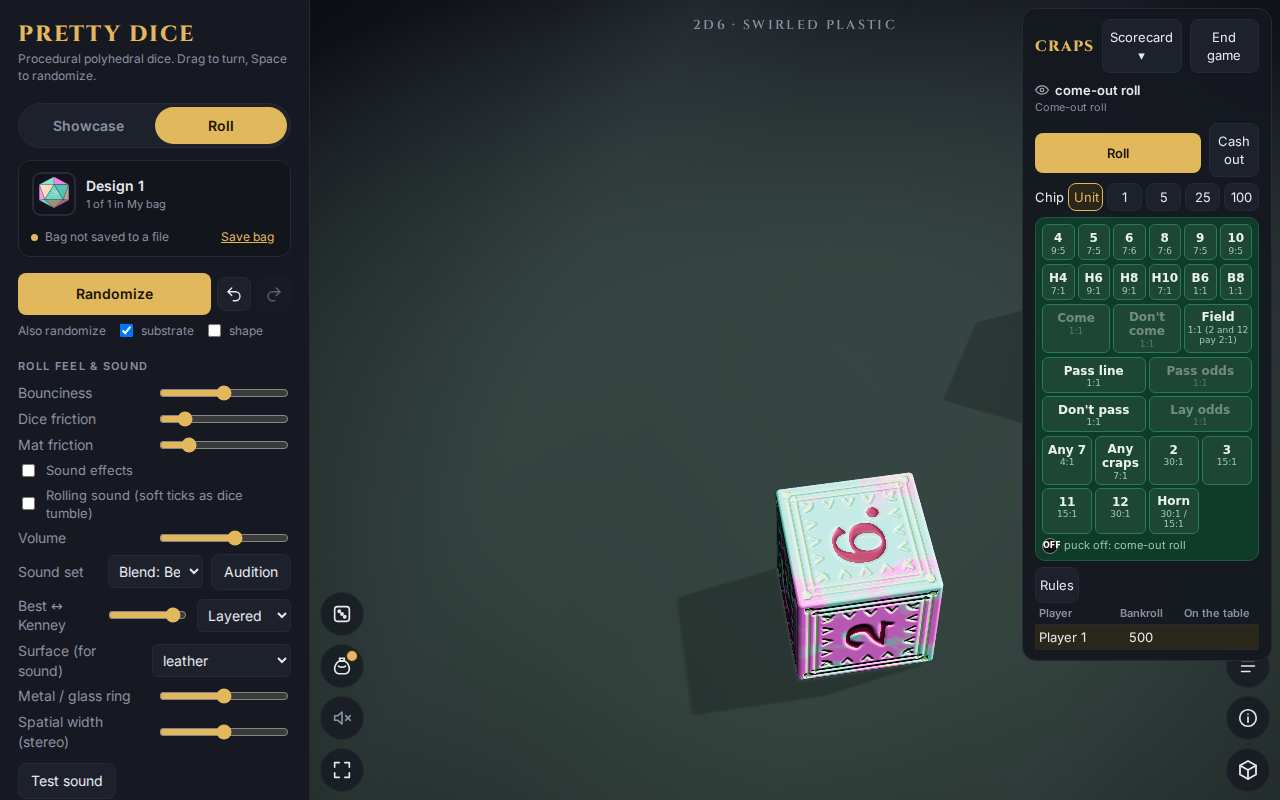 PRETTY DICE
Procedural polyhedral dice. Drag to turn, Space
to randomize.
Showcase
Roll
Design 1
1 of 1 in My bag
Bag not saved to a file
Save bag
Randomize
Also randomize
substrate
shape
ROLL FEEL & SOUND
Bounciness
Dice friction
Mat friction
Sound effects
Rolling sound (soft ticks as dice
tumble)
Volume
Sound set
Blend: Be
Audition
Best ↔
Kenney
Layered
Surface (for
sound)
leather
Metal / glass ring
Spatial width
(stereo)
Test sound
2D6 · SWIRLED PLASTIC
6.
2
CRAPS
Scorecard
▾
End
game
come-out roll
Come-out roll
Roll
Cash
out
Chip
Unit
1
5
25
100
4
9:5
5
7:5
6
7:6
8
7:6
9
7:5
10
9:5
H4
7:1
H6
9:1
H8
9:1
H10
7:1
B6
1:1
B8
1:1
Come
1:1
Don't
come
1:1
Field
1:1 (2 and 12
pay 2:1)
Pass line
1:1
Pass odds
1:1
Don't pass
1:1
Lay odds
1:1
Any 7
4:1
Any
craps
7:1
2
30:1
3
15:1
11
15:1
12
30:1
Horn
30:1 /
15:1
OFF
puck off: come-out roll
Rules
Player
Bankroll
On the table
Player 1
500